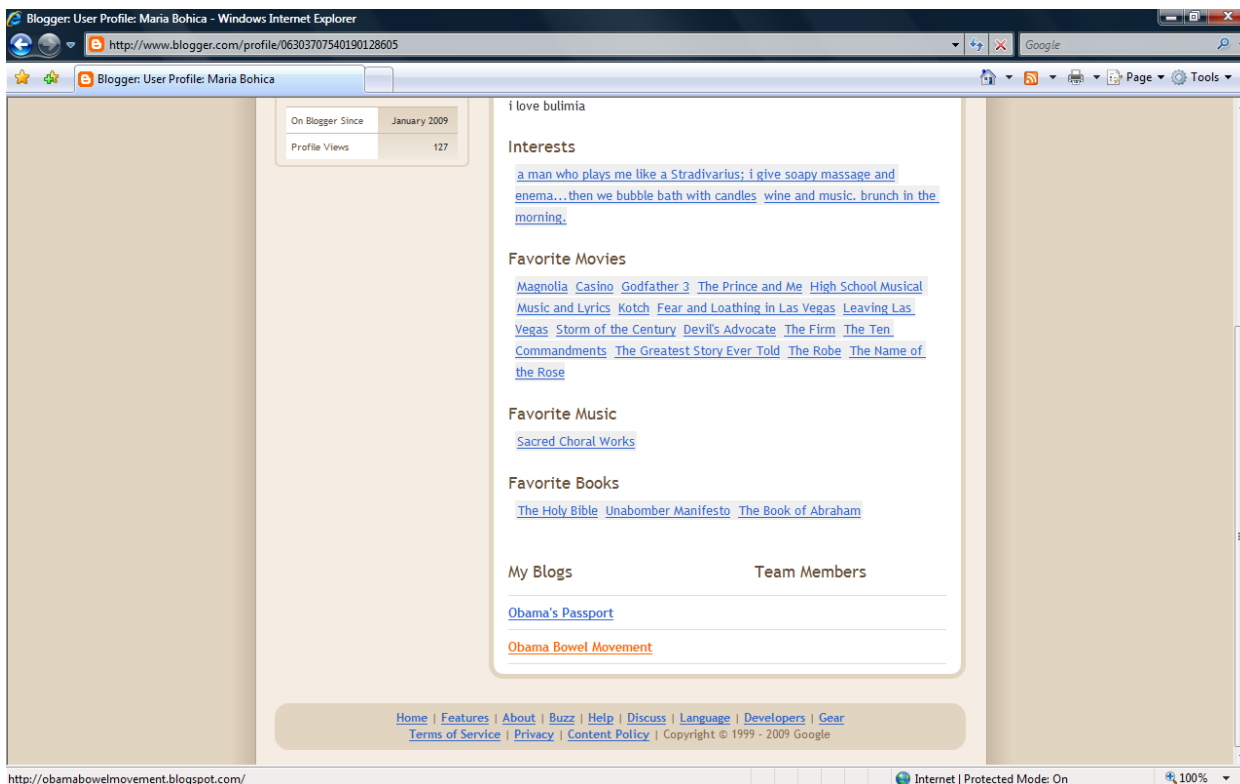 Blogger: User Profile: Maria Bohica - Windows Internet Explorer
http://www.blogger.com/profile/06303707540190128605
Google
Blogger: User Profile: Maria Bohica
Page
Tools
i love bulimia
On Blogger Since January 2009
Profile Views 127
Interests
a man who plays me like a Stradivarius; i give soapy massage and
enema...then we bubble bath with candles wine and music. brunch in the
morning.
Favorite Movies
Magnolia Casino Godfather 3 The Prince and Me High School Musical
Music and Lyrics Kotch Fear and Loathing in Las Vegas Leaving Las
Vegas Storm of the Century Devil's Advocate The Firm The Ten
Commandments The Greatest Story Ever Told The Robe The Name of
the Rose
Favorite Music
Sacred Choral Works
Favorite Books
The Holy Bible Unabomber Manifesto The Book of Abraham
My Blogs Team Members
Obama's Passport
Obama Bowel Movement
Home | Features | About | Buzz | Help | Discuss | Language | Developers | Gear
Terms of Service | Privacy | Content Policy | Copyright © 1999 - 2009 Google
http://obamabowelmovement.blogspot.com/ Internet | Protected Mode: On 100%